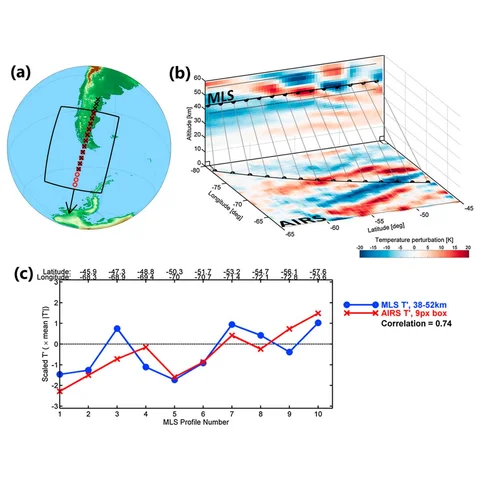 (a)
(b)
MLS
AIRS
Altitude [km]
60
50
40
30
20
10
0
-80
-75
-70
-65
-60
-65
-60
-55
-50
-45
Longitude [deg]
Latitude [deg]
Temperature perturbation [K]
-20 -15 -10 -5 0 5 10 15 20
(c)
Latitude: -45.9 -47.3 -48.8 -50.3 -51.7 -53.2 -54.7 -56.1 -57.6
Longitude: -68.3 -68.9 -69.4 -70 -70.7 -71.4 -72.8 -73.6
Scaled T' ( × mean |T'|)
3
2
1
0
-1
-2
-3
1 2 3 4 5 6 7 8 9 10
MLS Profile Number
MLS T', 38-52km
AIRS T', 9px box
Correlation = 0.74